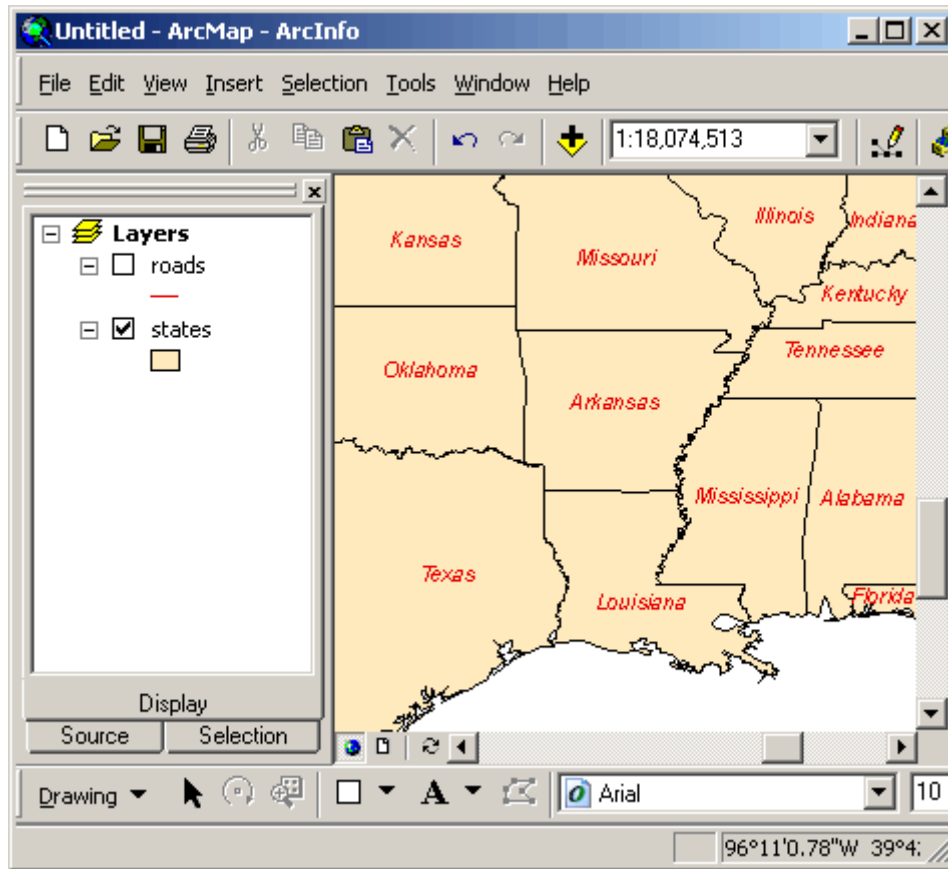 Untitled - ArcMap - ArcInfo
File Edit View Insert Selection Tools Window Help
1:18,074,513
Layers
roads
states
Display
Source Selection
Kansas
Missouri
Illinois
Indiana
Kentucky
Oklahoma
Arkansas
Tennessee
Mississippi
Alabama
Texas
Louisiana
Florida
Drawing A Arial 10
96°11'0.78"W 39°4